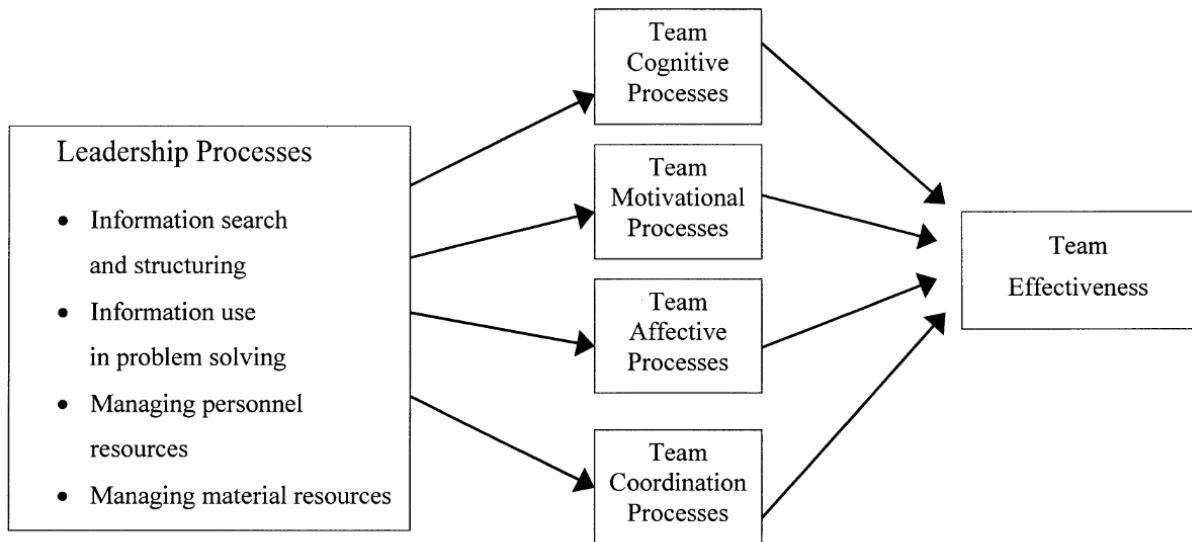 Leadership Processes
• Information search
and structuring
• Information use
in problem solving
• Managing personnel
resources
• Managing material resources
Team
Cognitive
Processes
Team
Motivational
Processes
Team
Affective
Processes
Team
Coordination
Processes
Team
Effectiveness